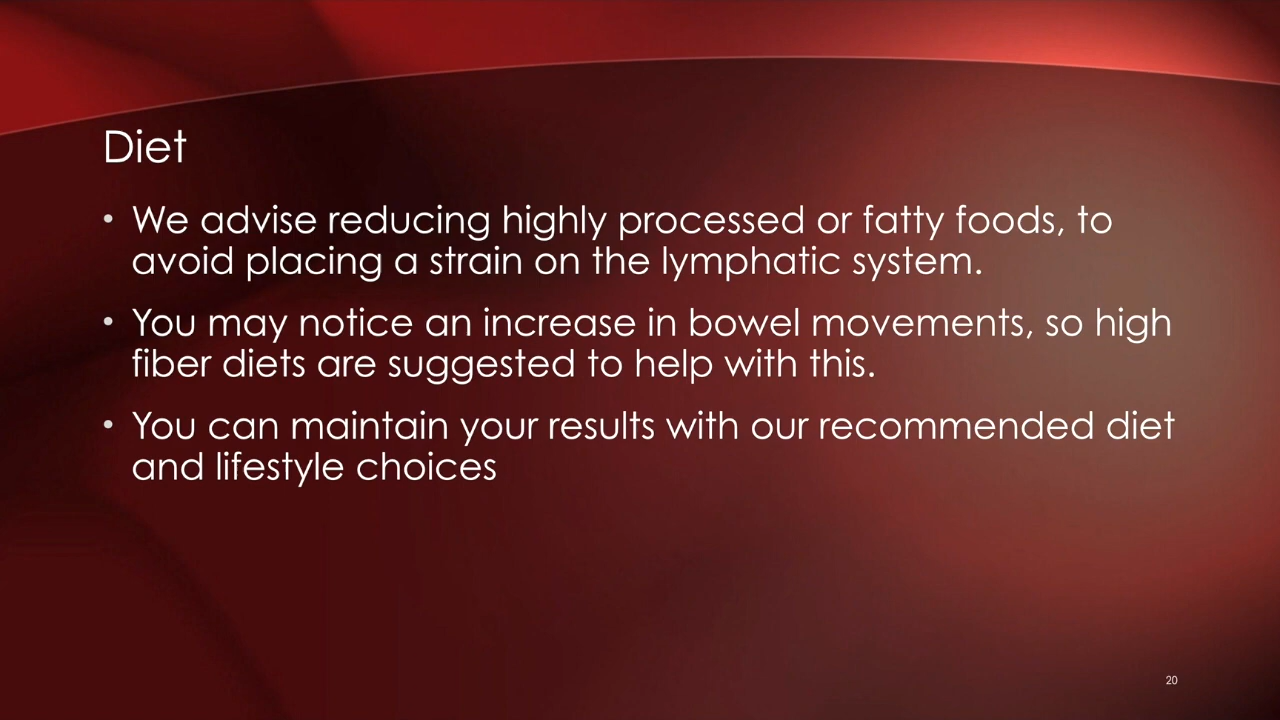 Diet
• We advise reducing highly processed or fatty foods, to
avoid placing a strain on the lymphatic system.
• You may notice an increase in bowel movements, so high
fiber diets are suggested to help with this.
• You can maintain your results with our recommended diet
and lifestyle choices
20